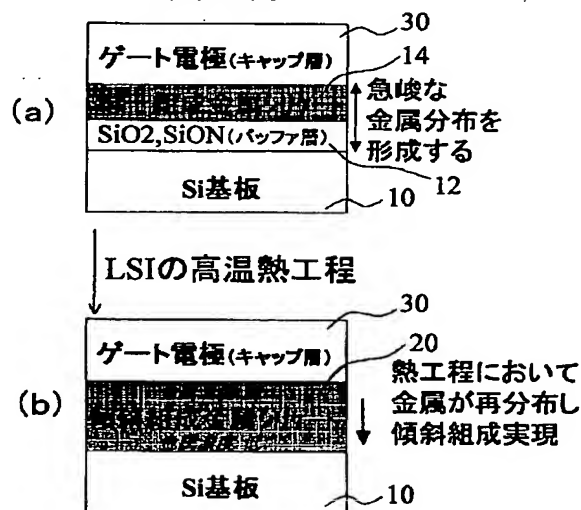 30
ゲート電極(キャップ層)
14
(a)
急峻な
金属分布を
形成する
SiO2,SiON(バッファ層)
12
Si基板
10
LSIの高温熱工程
30
ゲート電極(キャップ層)
20
(b)
熱工程において
金属が再分布し
傾斜組成実現
Si基板
10